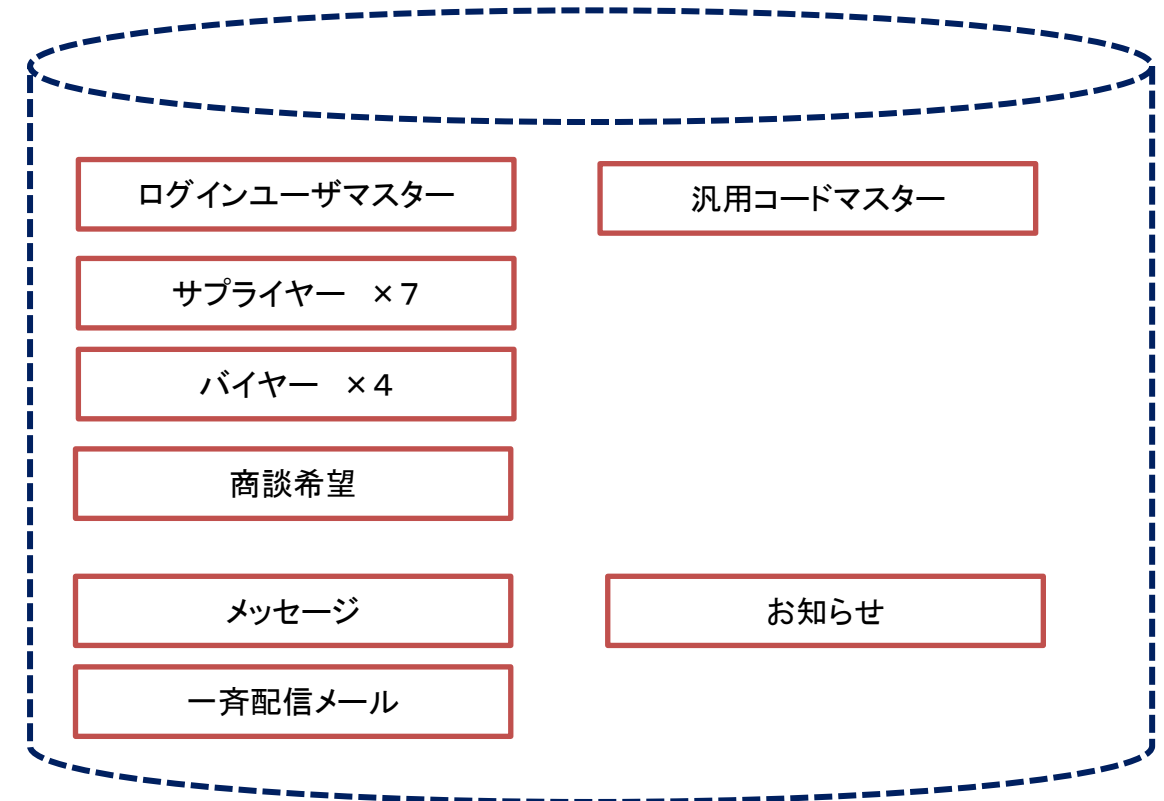 ログインユーザマスター
汎用コードマスター
サプライヤー　×７
バイヤー　×４
商談希望
メッセージ
お知らせ
一斉配信メール